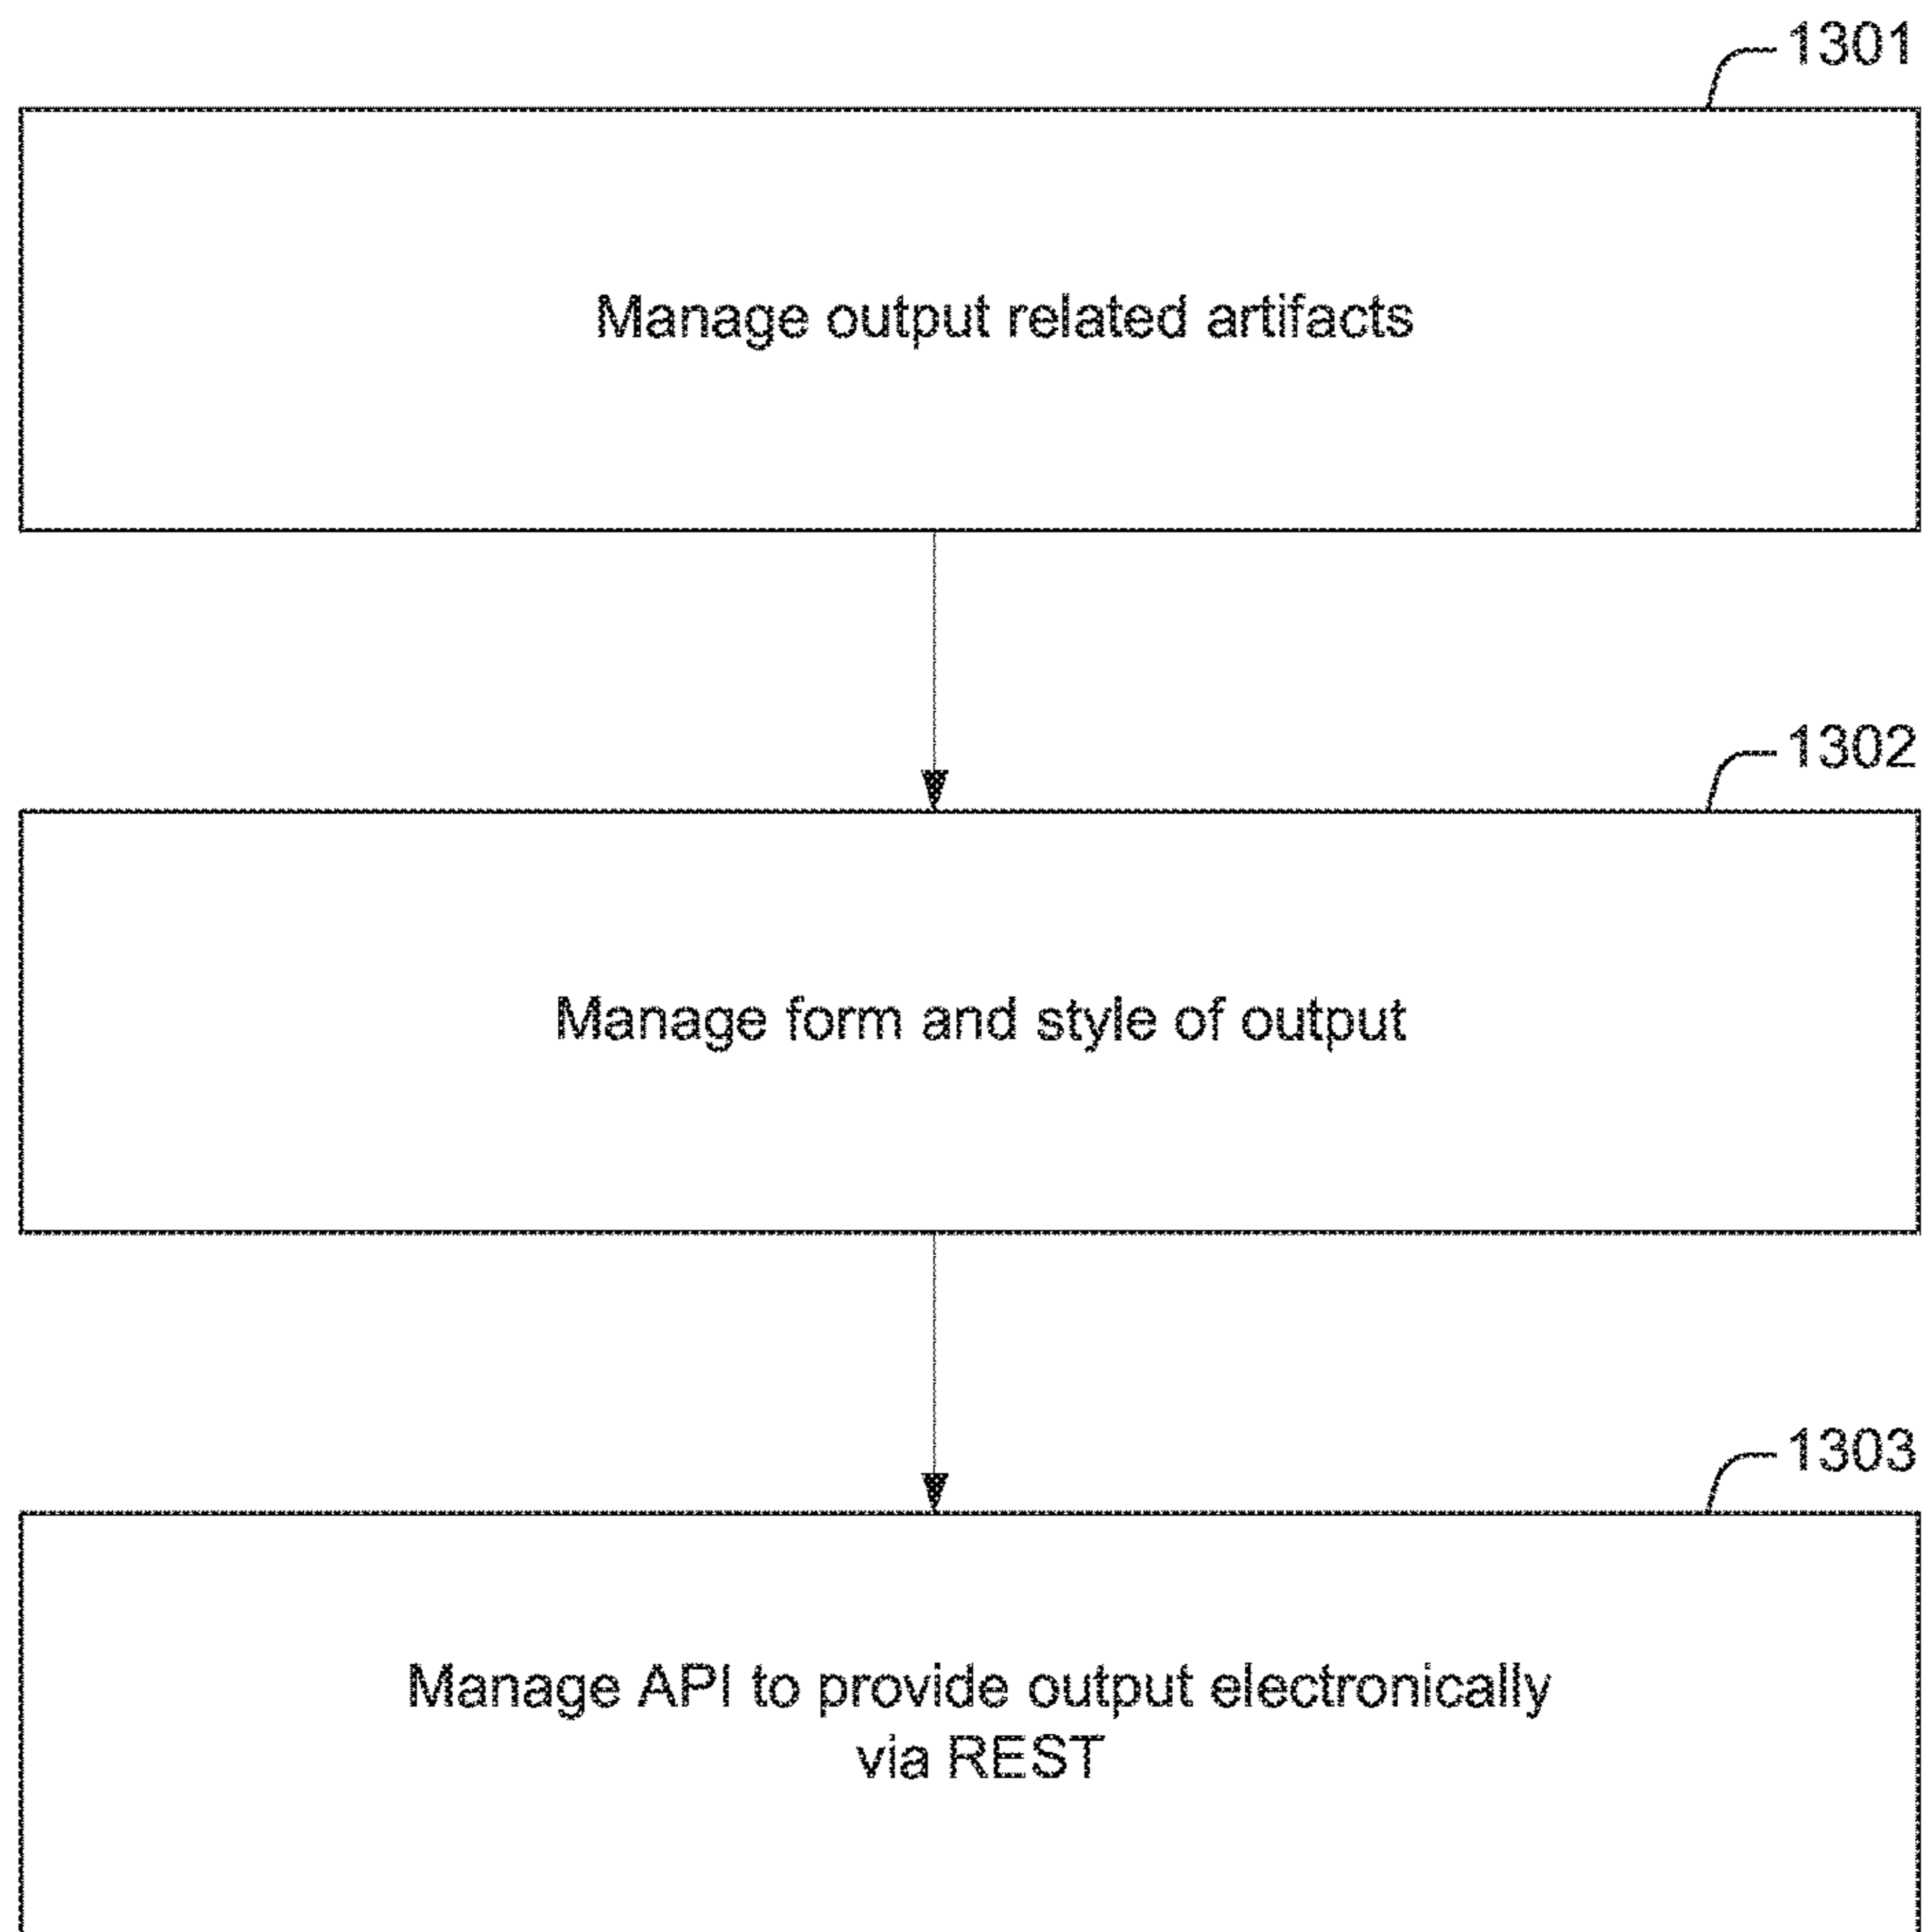 1301
Manage output related artifacts
1302
Manage form and style of output
1303
Manage API to provide output electronically
via REST